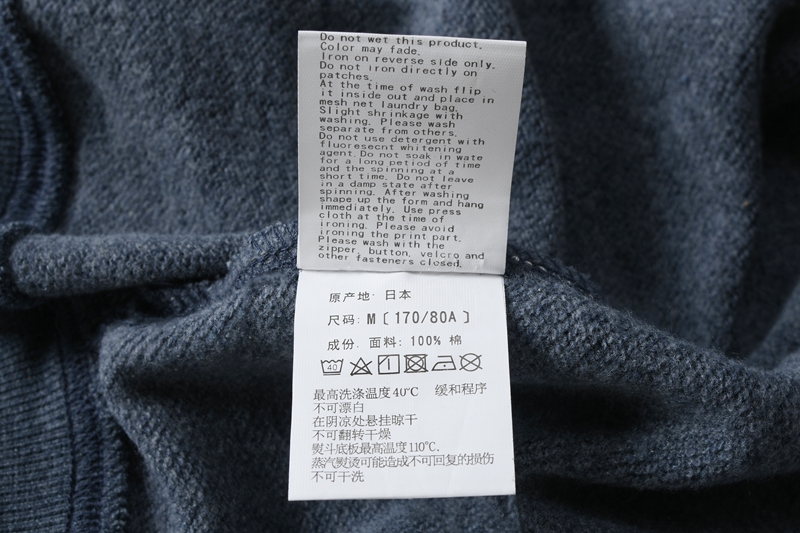 Do not wet this product.
Color may fade.
Iron on reverse side only.
Do not iron directly on
patches.
At the time of wash flip
it inside out and place in
mesh net laundry bag.
Slight shrinkage with
washing. Please wash
separate from others.
Do not use detergent with
fluoresecnt whitening
agent. Do not soak in wate
for a long petiod of time
and the spinning at a
short time. Do not leave
in a damp state after
spinning. After washing
shape up the form and hang
immediately. Use press
cloth at the time of
ironing. Please avoid
ironing the print part.
Please wash with the
zipper, button, velcro and
other fasteners closed.
原产地: 日本
尺码: M〔170/80A〕
成份. 面料: 100% 棉
40
最高洗涤温度40℃ 缓和程序
不可漂白
在阴凉处悬挂晾干
不可翻转干燥
熨斗底板最高温度110℃.
蒸汽熨烫可能造成不可回复的损伤
不可干洗